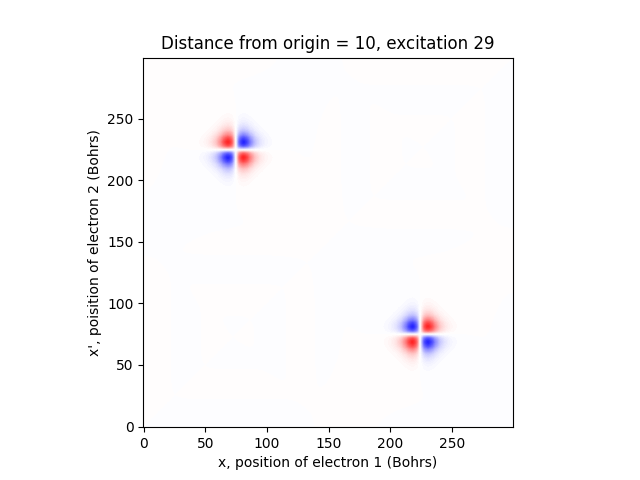 Distance from origin = 10, excitation 29
x', poisition of electron 2 (Bohrs)
250
200
150
100
50
0
0 50 100 150 200 250
x, position of electron 1 (Bohrs)